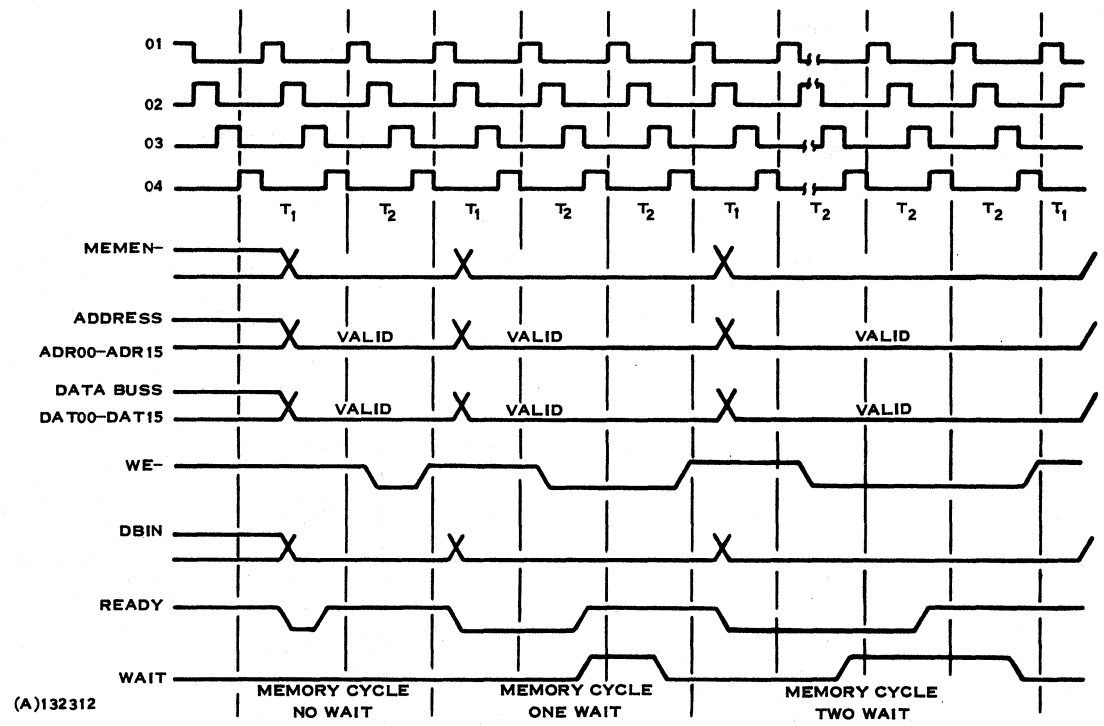 01
02
03
04
T1 T2 T1 T2 T2 T1 T2 T2 T2 T1
MEMEN-
ADDRESS
ADR00-ADR15
VALID VALID VALID
DATA BUSS
DAT00-DAT15
VALID VALID VALID
WE-
DBIN
READY
WAIT
MEMORY CYCLE
NO WAIT
MEMORY CYCLE
ONE WAIT
MEMORY CYCLE
TWO WAIT
(A)132312